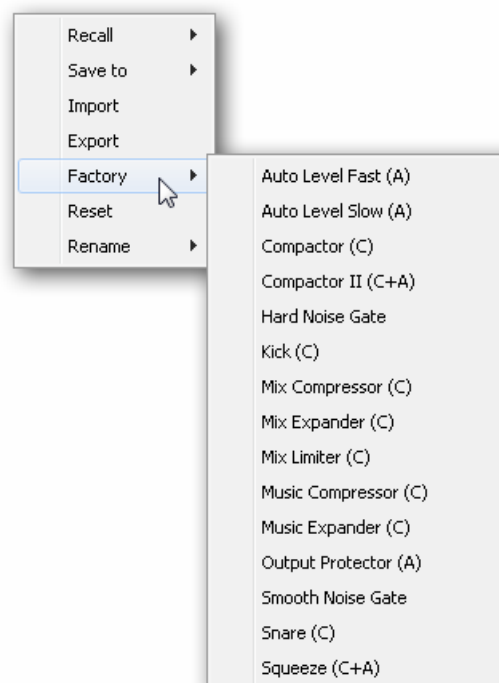 Recall
Save to
Import
Export
Factory
Reset
Rename
Auto Level Fast (A)
Auto Level Slow (A)
Compactor (C)
Compactor II (C+A)
Hard Noise Gate
Kick (C)
Mix Compressor (C)
Mix Expander (C)
Mix Limiter (C)
Music Compressor (C)
Music Expander (C)
Output Protector (A)
Smooth Noise Gate
Snare (C)
Squeeze (C+A)